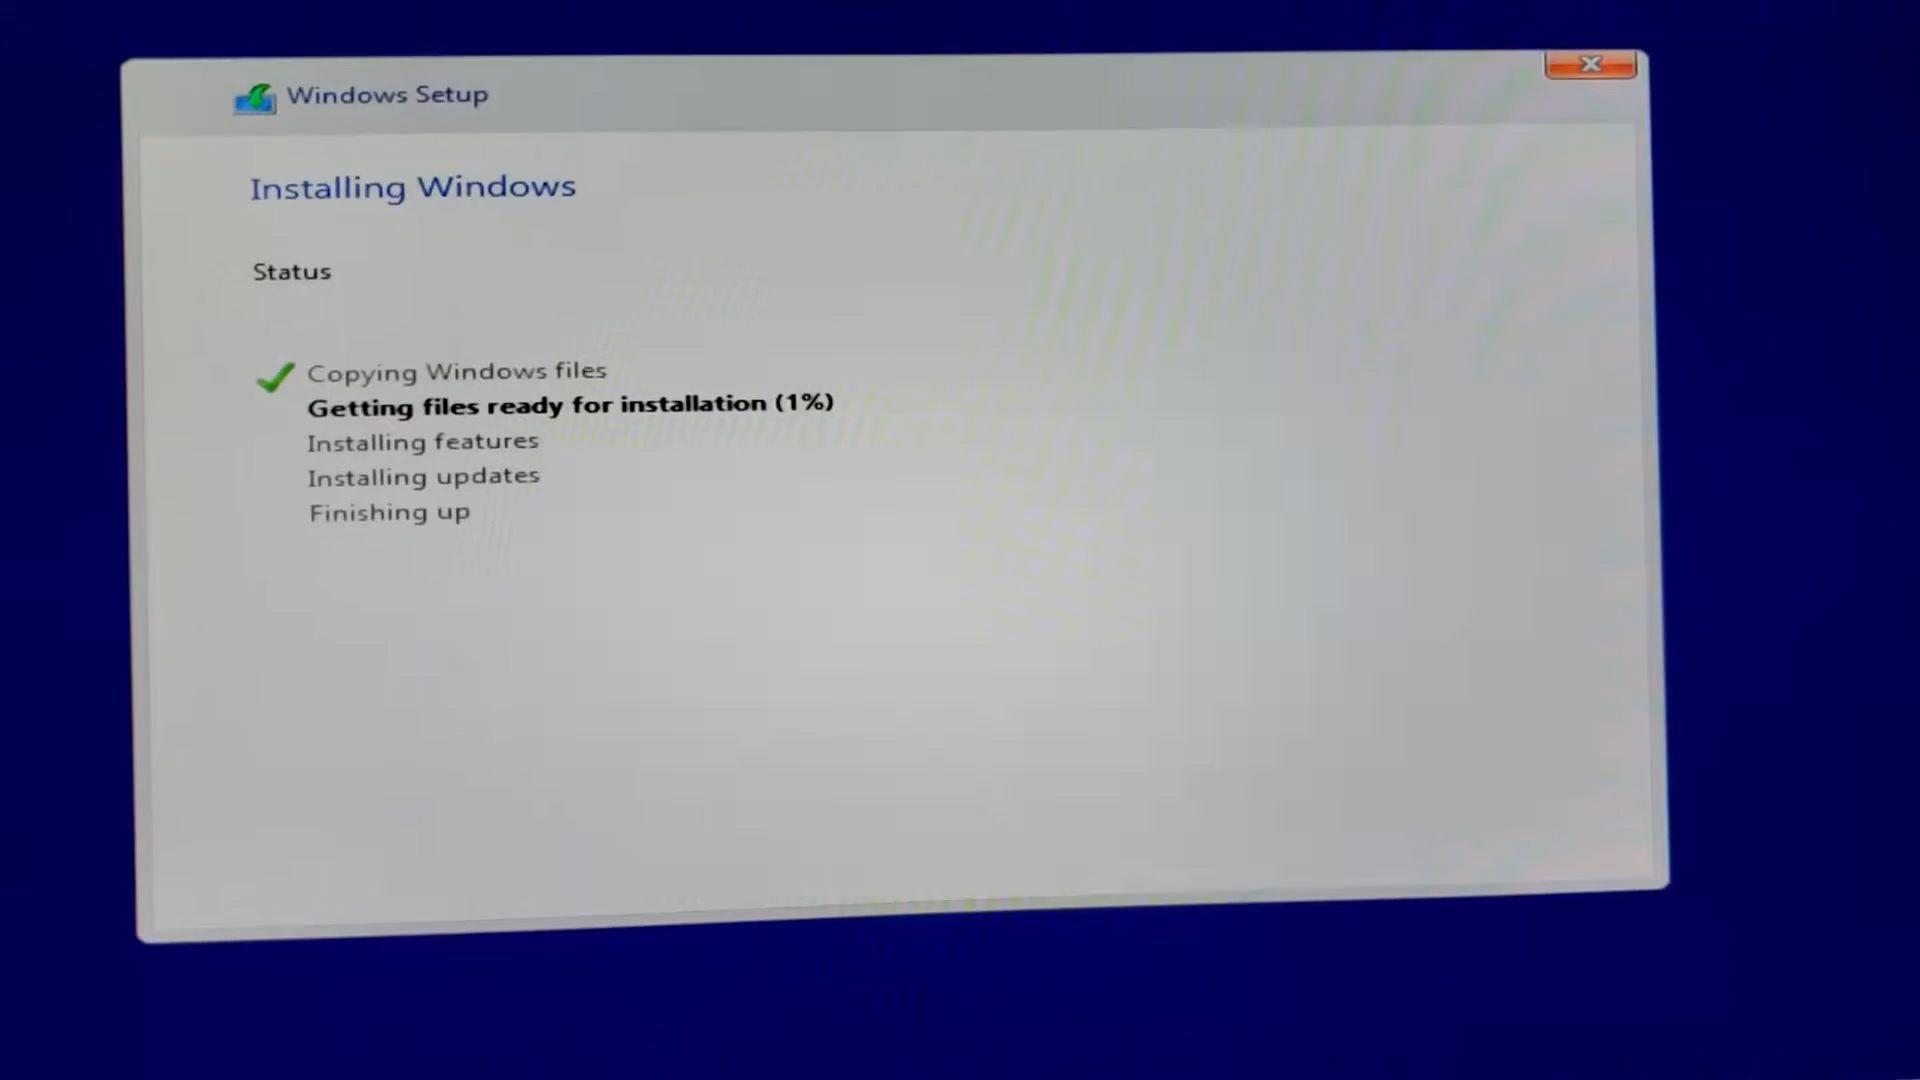 Windows Setup
Installing Windows
Status
Copying Windows files
Getting files ready for installation (1%)
Installing features
Installing updates
Finishing up